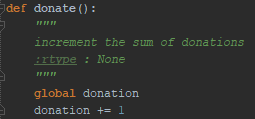 def donate():
"""
increment the sum of donations
:rtype : None
"""
global donation
donation += 1